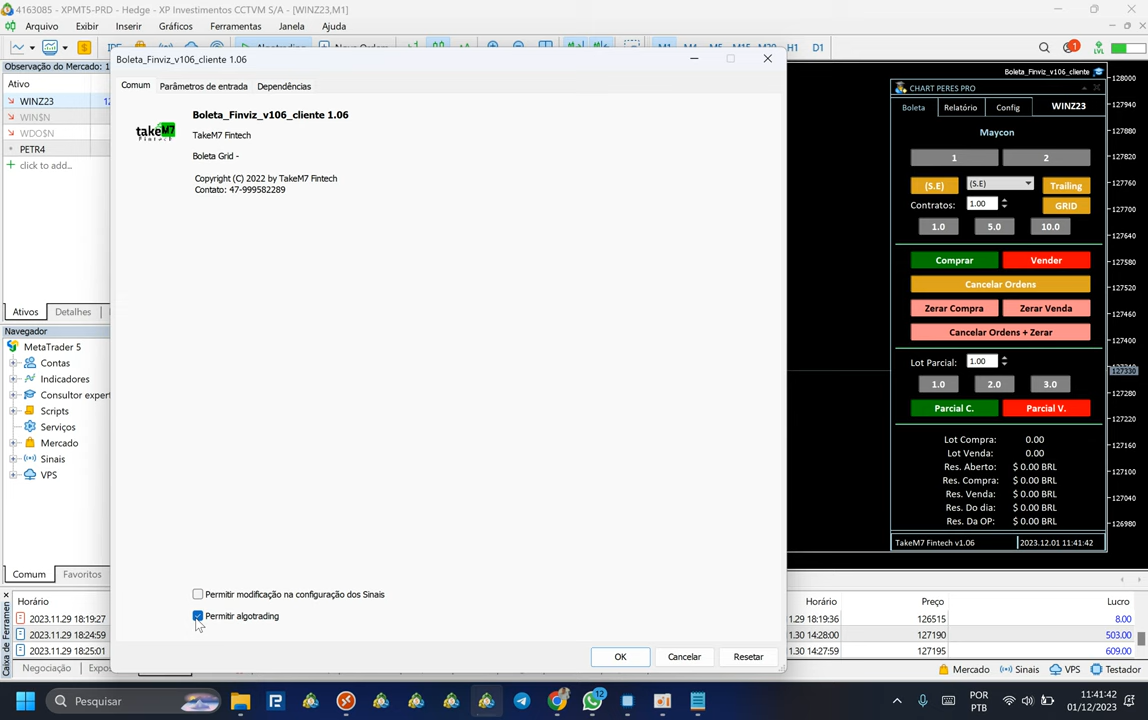 4163085 - XPMT5-PRD - Hedge - XP Investimentos CCTVM S/A - [WINZ23,M1]
Arquivo Exibir Inserir Gráficos Ferramentas Janela Ajuda
M1 M5 M15 H1 D1
1
LVL
Observação do Mercado: 1
Ativo
WINZ23
WIN$N
WDO$N
PETR4
click to add...
Ativos Detalhes
Navegador
MetaTrader 5
Contas
Indicadores
Consultor expert
Scripts
Serviços
Mercado
Sinais
VPS
Comum Favoritos
Boleta_Finviz_v106_cliente 1.06
Comum Parâmetros de entrada Dependências
takeM7
Fintech
Boleta_Finviz_v106_cliente 1.06
TakeM7 Fintech
Boleta Grid -
Copyright (C) 2022 by TakeM7 Fintech
Contato: 47-999582289
Permitir modificação na configuração dos Sinais
Permitir algotrading
OK Cancelar Resetar
Boleta_Finviz_v106_cliente
CHART PERES PRO
Boleta Relatório Config WINZ23
Maycon
1 2
(S.E) (S.E) Trailing
Contratos: 1.00 GRID
1.0 5.0 10.0
Comprar Vender
Cancelar Ordens
Zerar Compra Zerar Venda
Cancelar Ordens + Zerar
Lot Parcial: 1.00
1.0 2.0 3.0
Parcial C. Parcial V.
Lot Compra: 0.00
Lot Venda: 0.00
Res. Aberto: $ 0.00 BRL
Res. Compra: $ 0.00 BRL
Res. Venda: $ 0.00 BRL
Res. Do dia: $ 0.00 BRL
Res. Da OP: $ 0.00 BRL
TakeM7 Fintech v1.06 2023.12.01 11:41:42
128000
127940
127880
127820
127760
127700
127640
127580
127520
127460
127400
127330
127280
127220
127160
127100
127040
126980
Caixa de Ferramen
Horário Horário Preço Lucro
2023.11.29 18:19:27 1.29 18:19:36 126515 8.00
2023.11.29 18:24:59 1.30 14:28:00 127190 503.00
2023.11.29 18:25:01 1.30 14:27:59 127195 609.00
Negociação Expos Mercado Sinais VPS Testador
Pesquisar
12
POR
PTB
11:41:42
01/12/2023